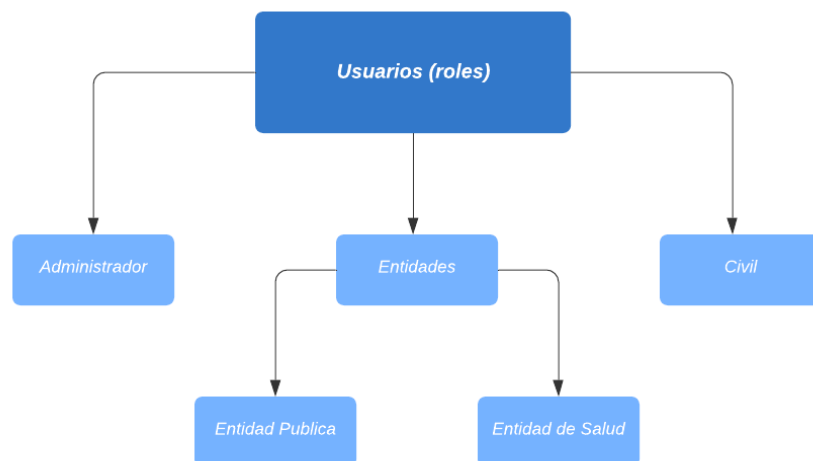 Usuarios (roles)
Administrador
Entidades
Civil
Entidad Publica
Entidad de Salud